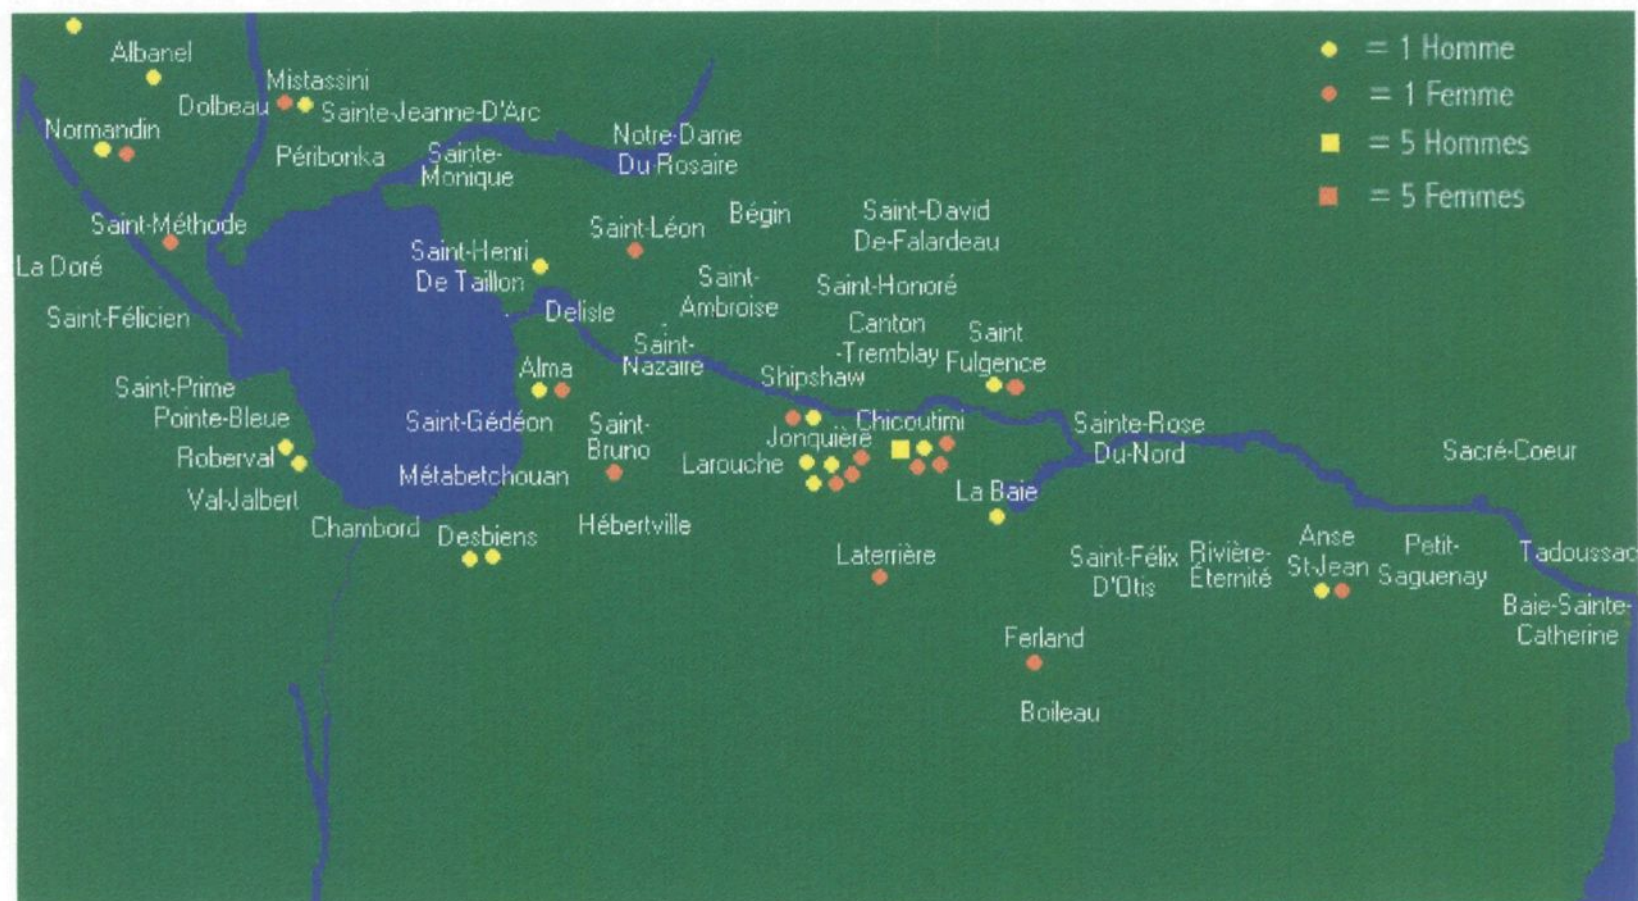 Albanel
Mistassini
Dolbeau
Sainte-Jeanne-D'Arc
Normandin
Péribonka
Sainte-
Monique
Notre-Dame
Du-Rosaire
Saint-Méthode
La Doré
Saint-Félicien
Saint-Henri
De Taillon
Saint-Léon
Bégin
Saint-David
De-Falardeau
Saint-
Ambroise
Saint-Honoré
Delisle
Canton
-Tremblay
Saint
Fulgence
Saint-
Nazaire
Alma
Shipshaw
Saint-Prime
Pointe-Bleue
Roberval
Val-Jalbert
Saint-Gédéon
Saint-
Bruno
Chicoutimi
Jonquière
Larouche
Sainte-Rose
Du-Nord
Sacré-Coeur
Métabetchouan
La Baie
Chambord
Desbiens
Hébertville
Laterrière
Saint-Félix
D'Otis
Rivière-
Éternité
Anse
St-Jean
Petit-
Saguenay
Tadoussac
Baie-Sainte-
Catherine
Ferland
Boileau
= 1 Homme
= 1 Femme
= 5 Hommes
= 5 Femmes